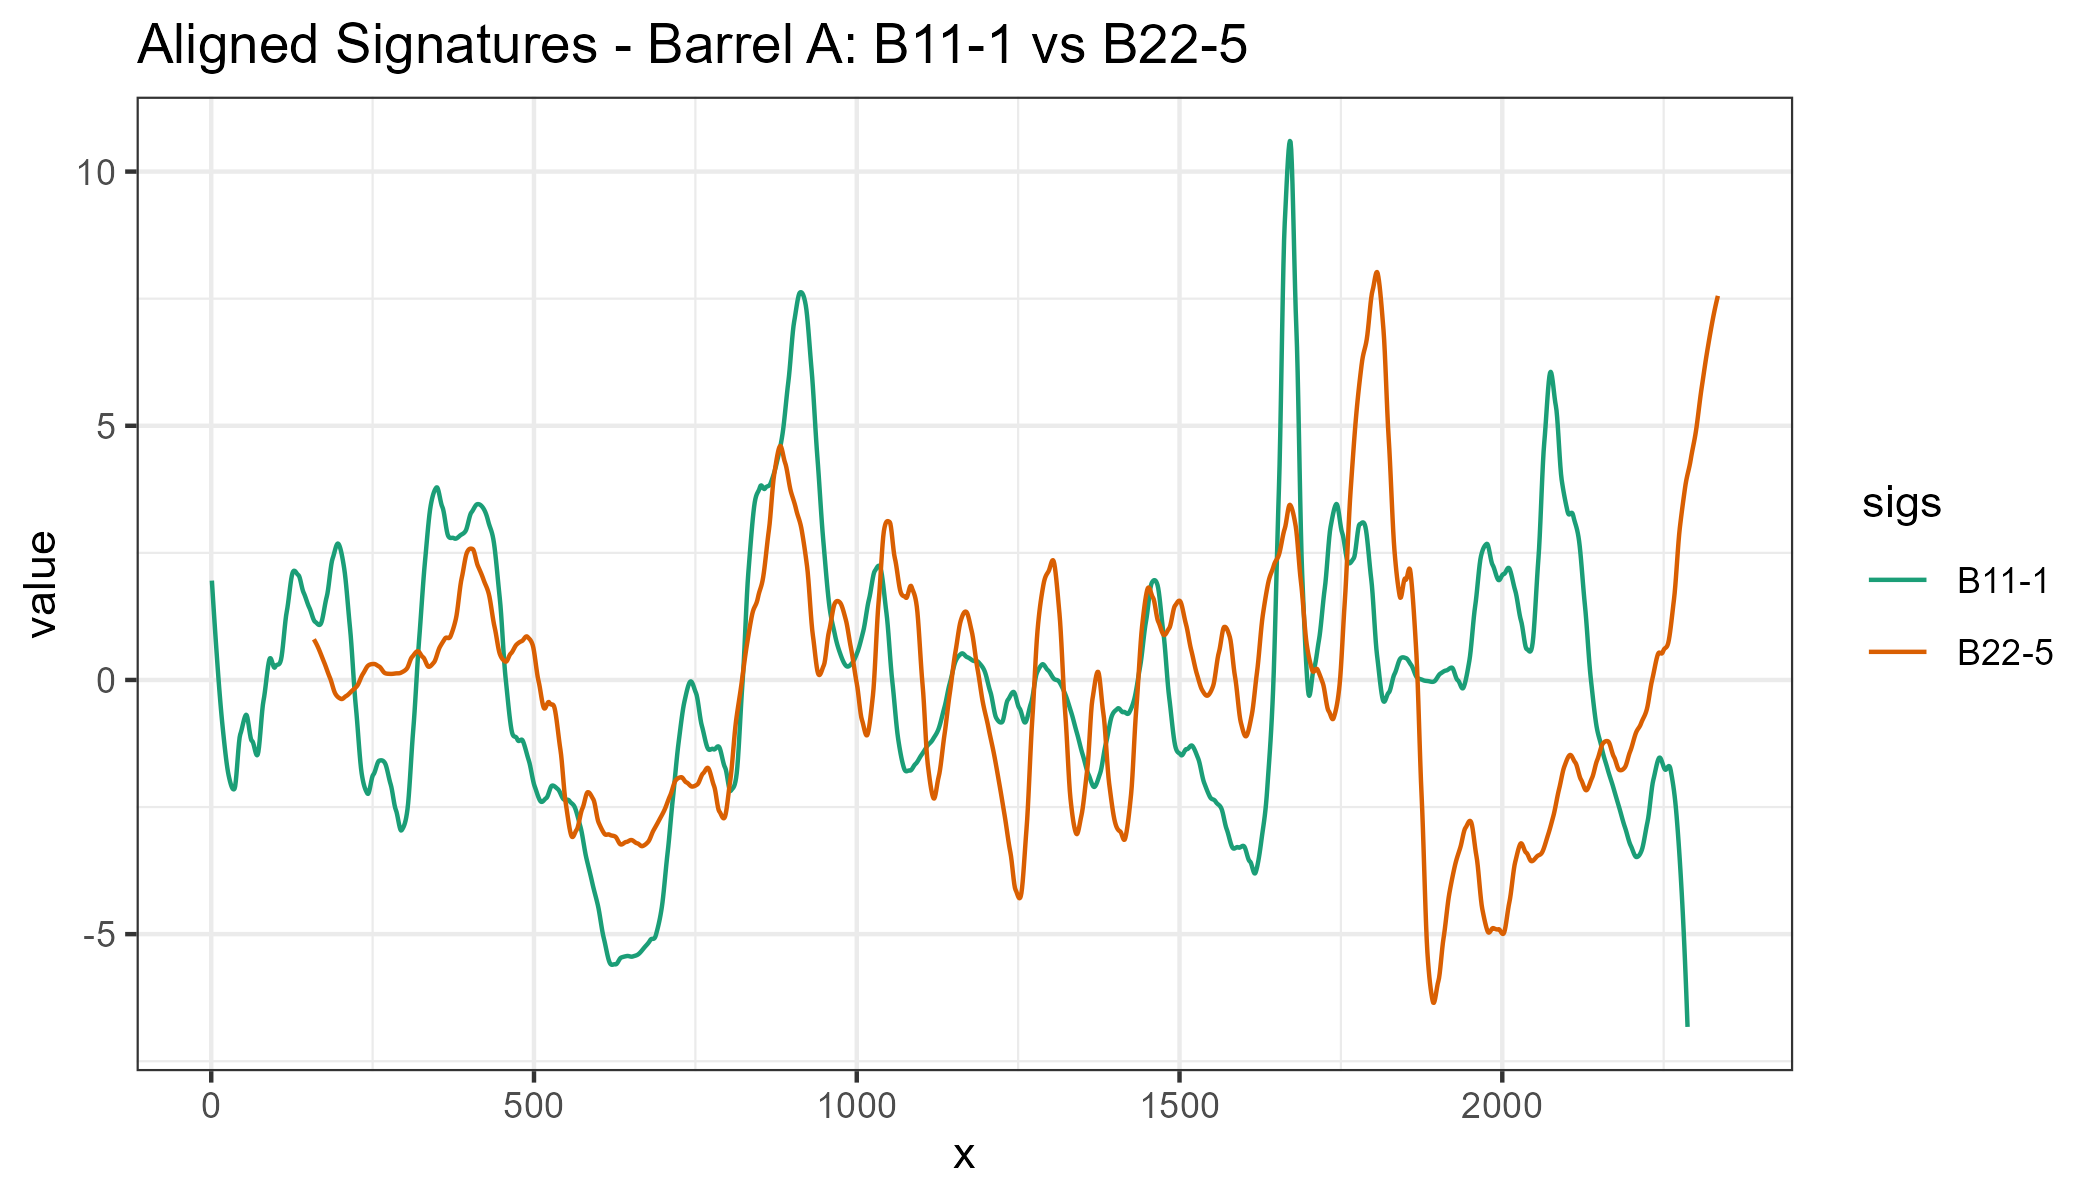 Aligned Signatures - Barrel A: B11-1 vs B22-5
10
5
0
-5
value
0 500 1000 1500 2000
x
sigs
B11-1
B22-5